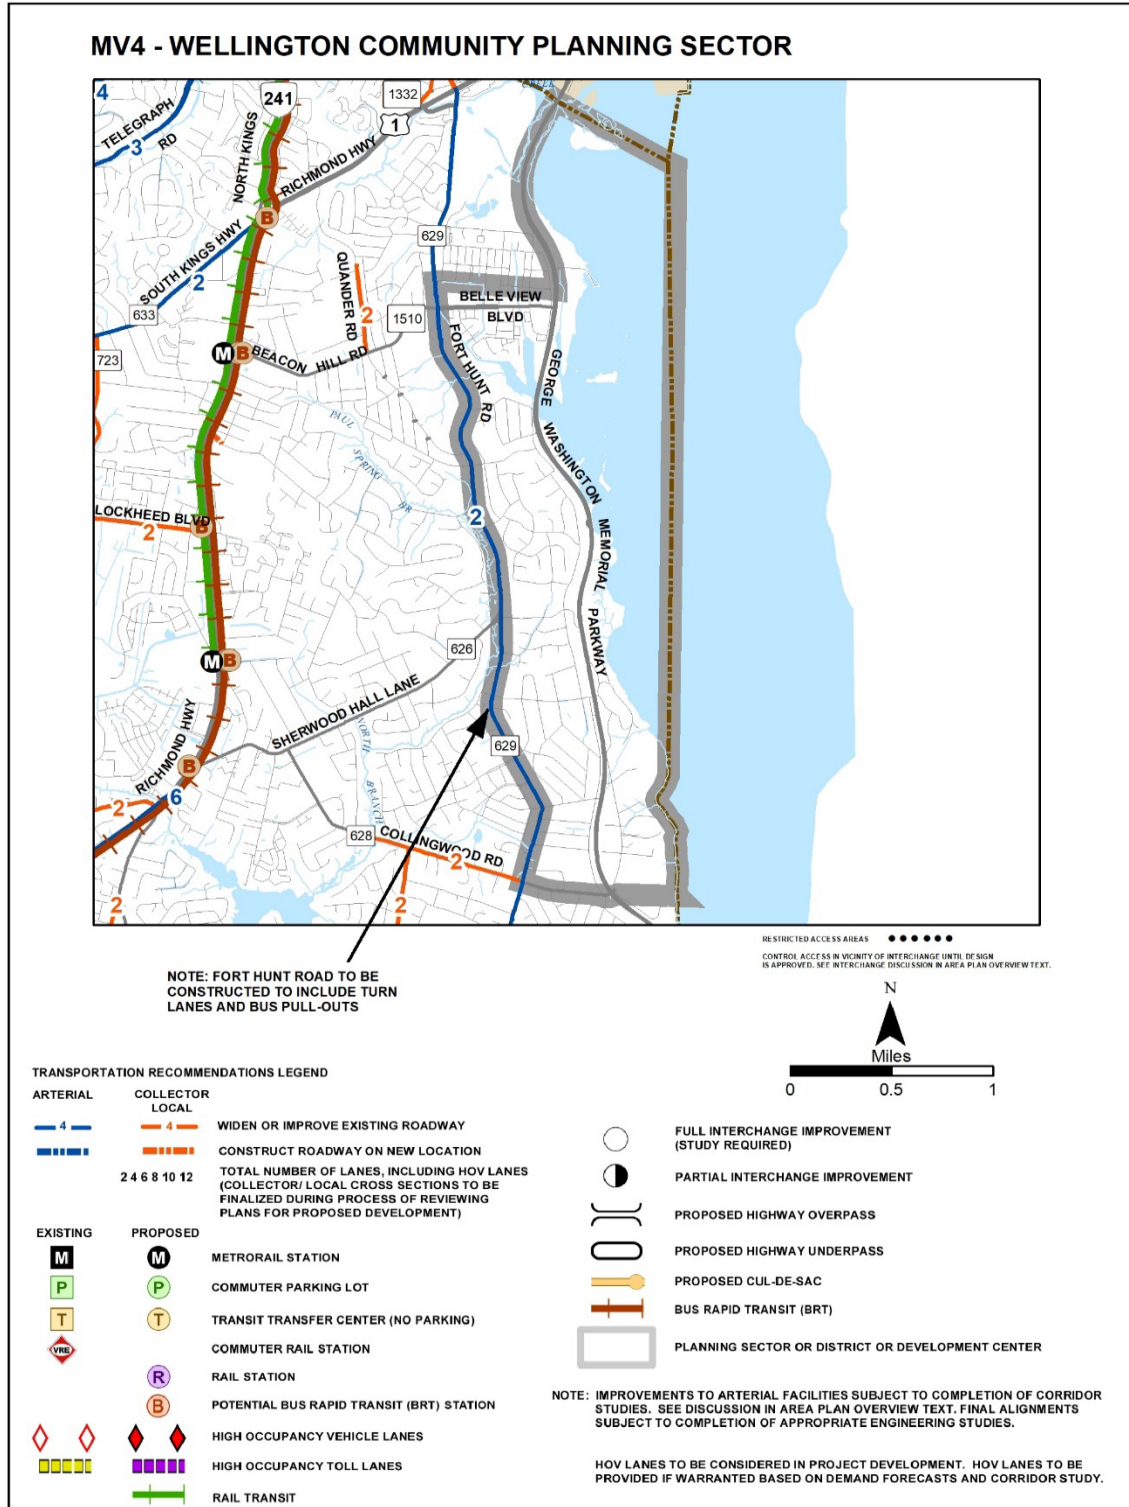 MV4 - WELLINGTON COMMUNITY PLANNING SECTOR
4
TELEGRAPH
RD
3
241
NORTH KINGS
1332
1
RICHMOND HWY
CREEK
B
SOUTH KINGS HWY
2
633
723
629
QUANDER RD
2
1510
BELLE VIEW
BLVD
M
B
BEACON HILL RD
FORT HUNT RD
GEORGE
WASHINGTON
MEMORIAL
PARKWAY
PAUL
SPRING
BR
LOCKHEED BLVD
2
B
2
626
M
B
SHERWOOD HALL LANE
RICHMOND HWY
B
NORTH
BRANCH
629
2
6
628
COLLINGWOOD RD
2
2
2
NOTE: FORT HUNT ROAD TO BE
CONSTRUCTED TO INCLUDE TURN
LANES AND BUS PULL-OUTS
RESTRICTED ACCESS AREAS
CONTROL ACCESS IN VICINITY OF INTERCHANGE UNTIL DESIGN
IS APPROVED. SEE INTERCHANGE DISCUSSION IN AREA PLAN OVERVIEW TEXT.
N
Miles
0 0.5 1
TRANSPORTATION RECOMMENDATIONS LEGEND
ARTERIAL COLLECTOR
LOCAL
4 4 WIDEN OR IMPROVE EXISTING ROADWAY
CONSTRUCT ROADWAY ON NEW LOCATION
2 4 6 8 10 12 TOTAL NUMBER OF LANES, INCLUDING HOV LANES
(COLLECTOR/ LOCAL CROSS SECTIONS TO BE
FINALIZED DURING PROCESS OF REVIEWING
PLANS FOR PROPOSED DEVELOPMENT)
EXISTING PROPOSED
M M METRORAIL STATION
P P COMMUTER PARKING LOT
T T TRANSIT TRANSFER CENTER (NO PARKING)
VRE COMMUTER RAIL STATION
R RAIL STATION
B POTENTIAL BUS RAPID TRANSIT (BRT) STATION
HIGH OCCUPANCY VEHICLE LANES
HIGH OCCUPANCY TOLL LANES
RAIL TRANSIT
FULL INTERCHANGE IMPROVEMENT
(STUDY REQUIRED)
PARTIAL INTERCHANGE IMPROVEMENT
PROPOSED HIGHWAY OVERPASS
PROPOSED HIGHWAY UNDERPASS
PROPOSED CUL-DE-SAC
BUS RAPID TRANSIT (BRT)
PLANNING SECTOR OR DISTRICT OR DEVELOPMENT CENTER
NOTE: IMPROVEMENTS TO ARTERIAL FACILITIES SUBJECT TO COMPLETION OF CORRIDOR
STUDIES. SEE DISCUSSION IN AREA PLAN OVERVIEW TEXT. FINAL ALIGNMENTS
SUBJECT TO COMPLETION OF APPROPRIATE ENGINEERING STUDIES.
HOV LANES TO BE CONSIDERED IN PROJECT DEVELOPMENT. HOV LANES TO BE
PROVIDED IF WARRANTED BASED ON DEMAND FORECASTS AND CORRIDOR STUDY.